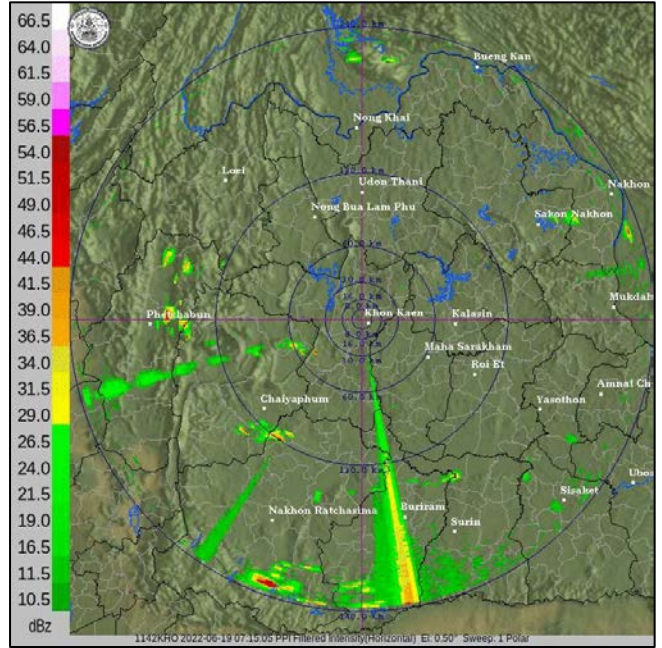 66.5
64.0
61.5
59.0
56.5
54.0
51.5
49.0
46.5
44.0
41.5
39.0
36.5
34.0
31.5
29.0
26.5
24.0
21.5
19.0
16.5
13.5
11.5
10.5
dBz
Bueng Kan
Nong Khai
Loei
Udon Thani
Nakhon
Nong Bua Lam Phu
Sakon Nakhon
Mukdah
Phetchabun
Khon Kaen
Kalasin
Maha Sarakham
Roi-Et
Amnat Ch
Chaiyaphum
Yasothon
Ubon
Sisaket
Nakhon Ratchasima
Buriram
Surin
1142KHO 2022-06-19 07:15:05 PPI Filtered Intensity(Horizontal) El: 0.50° Sweep: 1 Polar